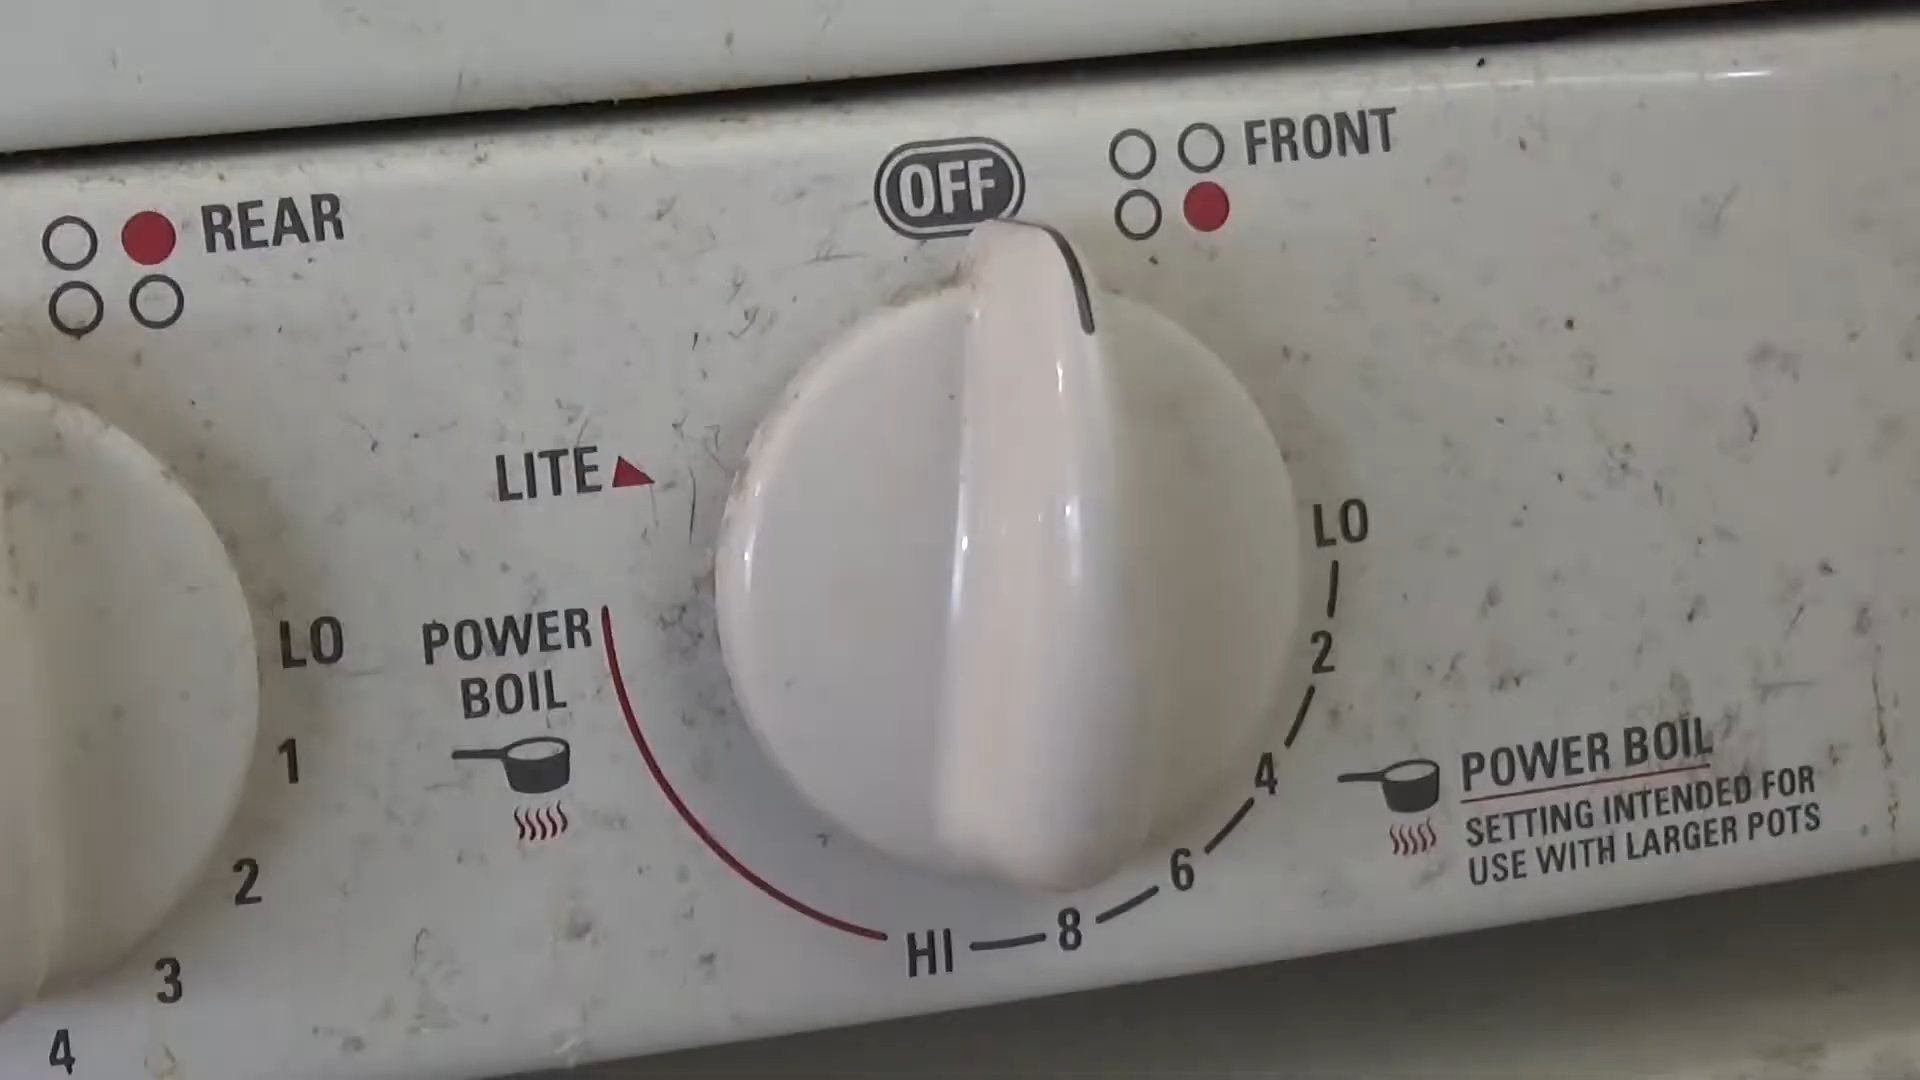 REAR
LO
1
2
3
4
OFF
FRONT
LITE
POWER
BOIL
LO
2
4
6
8
HI
POWER BOIL
SETTING INTENDED FOR
USE WITH LARGER POTS